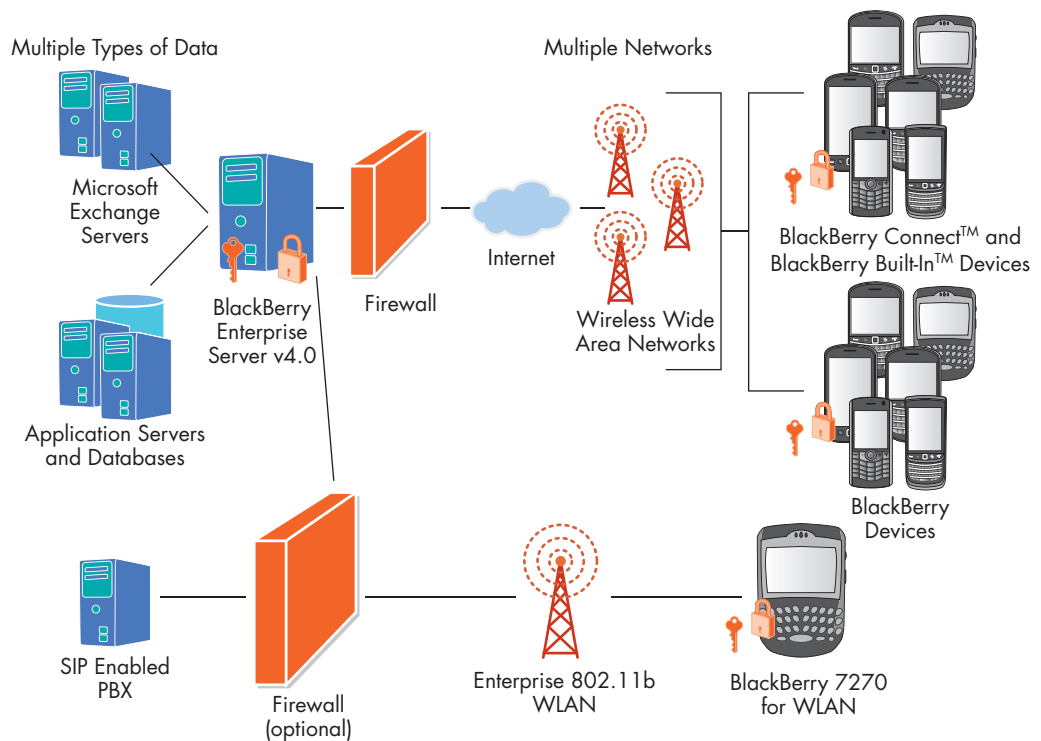 Multiple Types of Data
Multiple Networks
Microsoft
Exchange
Servers
BlackBerry
Enterprise
Server v4.0
Firewall
Internet
Wireless Wide
Area Networks
BlackBerry Connect™ and
BlackBerry Built-In™ Devices
Application Servers
and Databases
BlackBerry
Devices
SIP Enabled
PBX
Firewall
(optional)
Enterprise 802.11b
WLAN
BlackBerry 7270
for WLAN